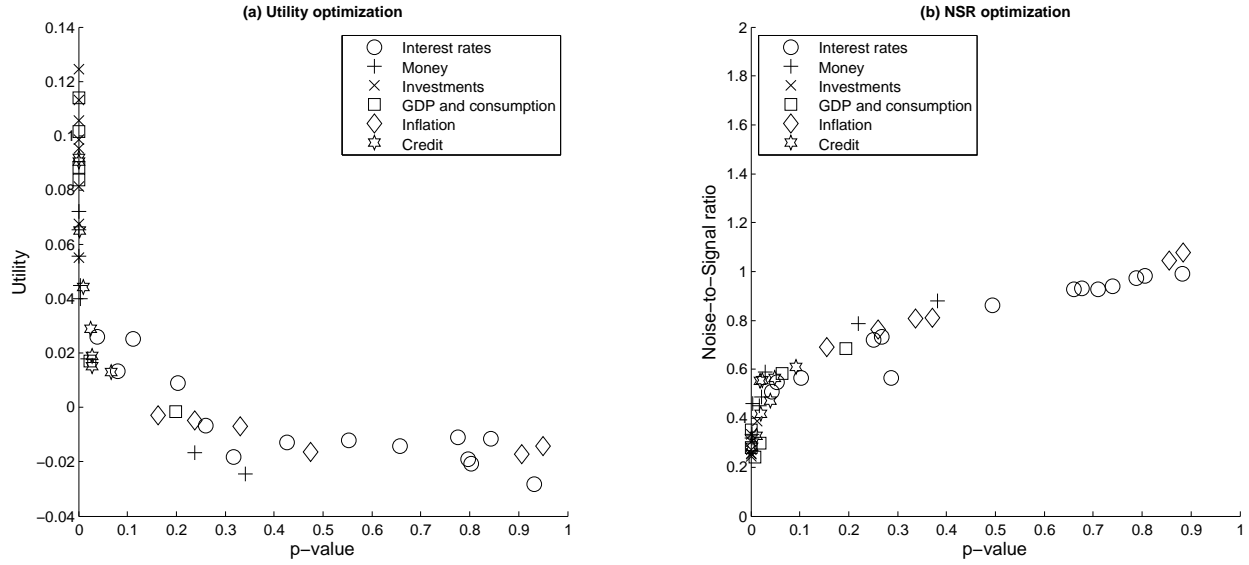 (a) Utility optimization
0.14
0.12
0.1
0.08
0.06
0.04
0.02
0
−0.02
−0.04
Utility
0 0.1 0.2 0.3 0.4 0.5 0.6 0.7 0.8 0.9 1
p−value
Interest rates
Money
Investments
GDP and consumption
Inflation
Credit
(b) NSR optimization
2
1.8
1.6
1.4
1.2
1
0.8
0.6
0.4
0.2
0
Noise−to−Signal ratio
0 0.1 0.2 0.3 0.4 0.5 0.6 0.7 0.8 0.9 1
p−value
Interest rates
Money
Investments
GDP and consumption
Inflation
Credit